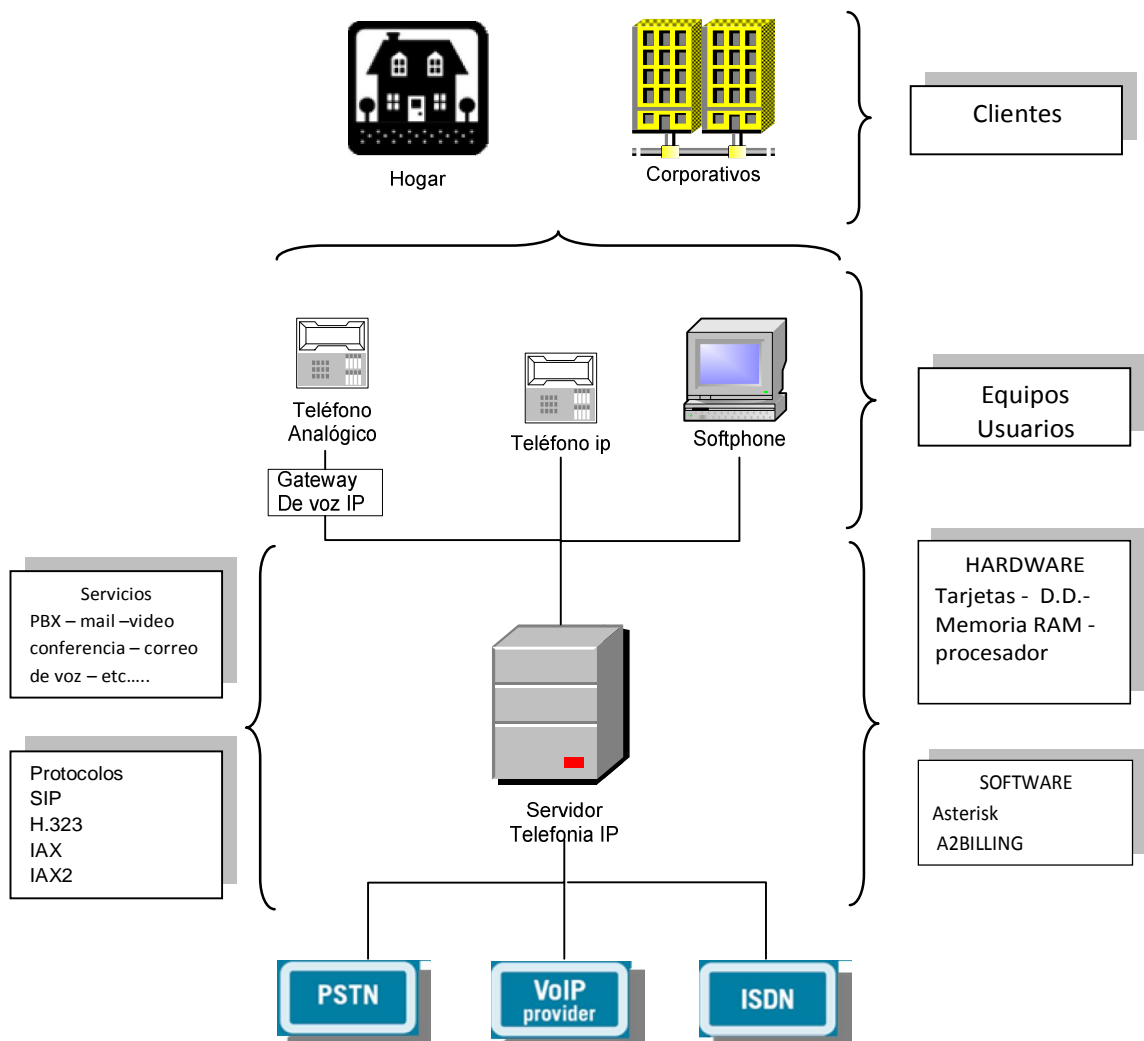 Hogar
Corporativos
Clientes
Teléfono
Analógico
Teléfono ip
Softphone
Gateway
De voz IP
Equipos
Usuarios
Servicios
PBX – mail –video
conferencia – correo
de voz – etc…..
Protocolos
SIP
H.323
IAX
IAX2
Servidor
Telefonia IP
HARDWARE
Tarjetas - D.D.-
Memoria RAM -
procesador
SOFTWARE
Asterisk
A2BILLING
PSTN
VoIP
provider
ISDN